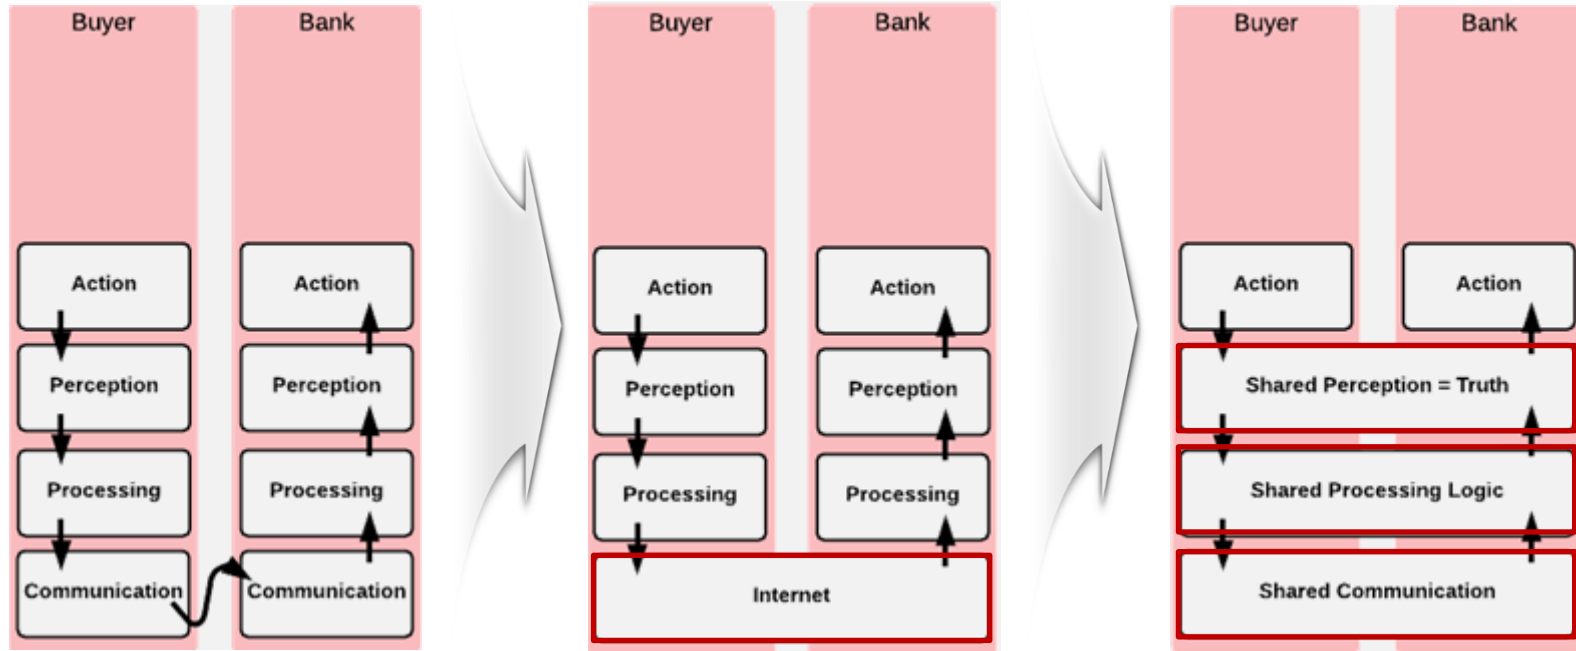 Buyer
Bank
Action
Action
Perception
Perception
Processing
Processing
Communication
Communication
Buyer
Bank
Action
Action
Perception
Perception
Processing
Processing
Internet
Buyer
Bank
Action
Action
Shared Perception = Truth
Shared Processing Logic
Shared Communication